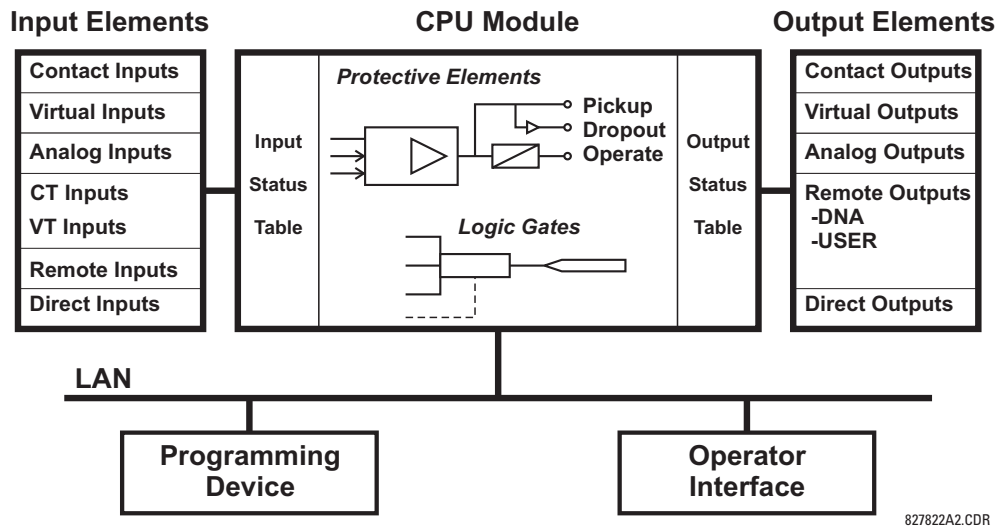 Input Elements
CPU Module
Output Elements
Contact Inputs
Virtual Inputs
Analog Inputs
CT Inputs
VT Inputs
Remote Inputs
Direct Inputs
Input
Status
Table
Protective Elements
Pickup
Dropout
Operate
Logic Gates
Output
Status
Table
Contact Outputs
Virtual Outputs
Analog Outputs
Remote Outputs
-DNA
-USER
Direct Outputs
LAN
Programming
Device
Operator
Interface
827822A2.CDR